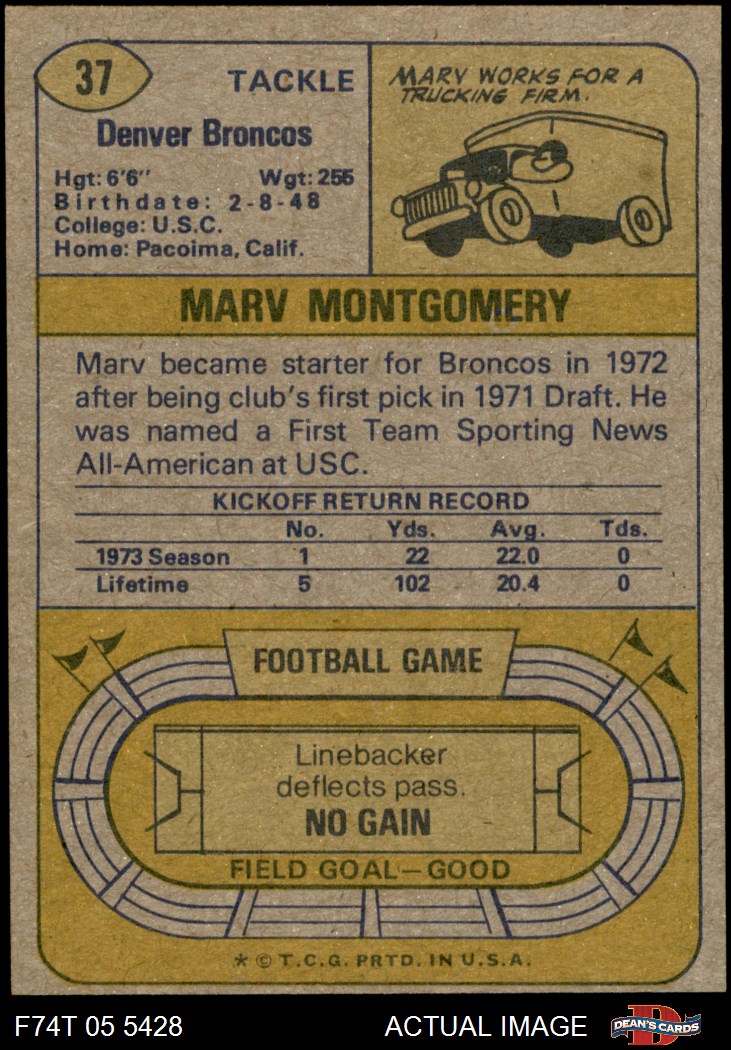 37
TACKLE
Denver Broncos
Hgt: 6'6" Wgt: 255
Birthdate: 2-8-48
College: U.S.C.
Home: Pacoima, Calif.
MARV WORKS FOR A
TRUCKING FIRM.
MARV MONTGOMERY
Marv became starter for Broncos in 1972
after being club's first pick in 1971 Draft. He
was named a First Team Sporting News
All-American at USC.
KICKOFF RETURN RECORD
No. Yds. Avg. Tds.
1973 Season 1 22 22.0 0
Lifetime 5 102 20.4 0
FOOTBALL GAME
Linebacker
deflects pass.
NO GAIN
FIELD GOAL—GOOD
* © T.C.G. PRTD. IN U.S.A.
F74T 05 5428 ACTUAL IMAGE
D
DEAN'S CARDS